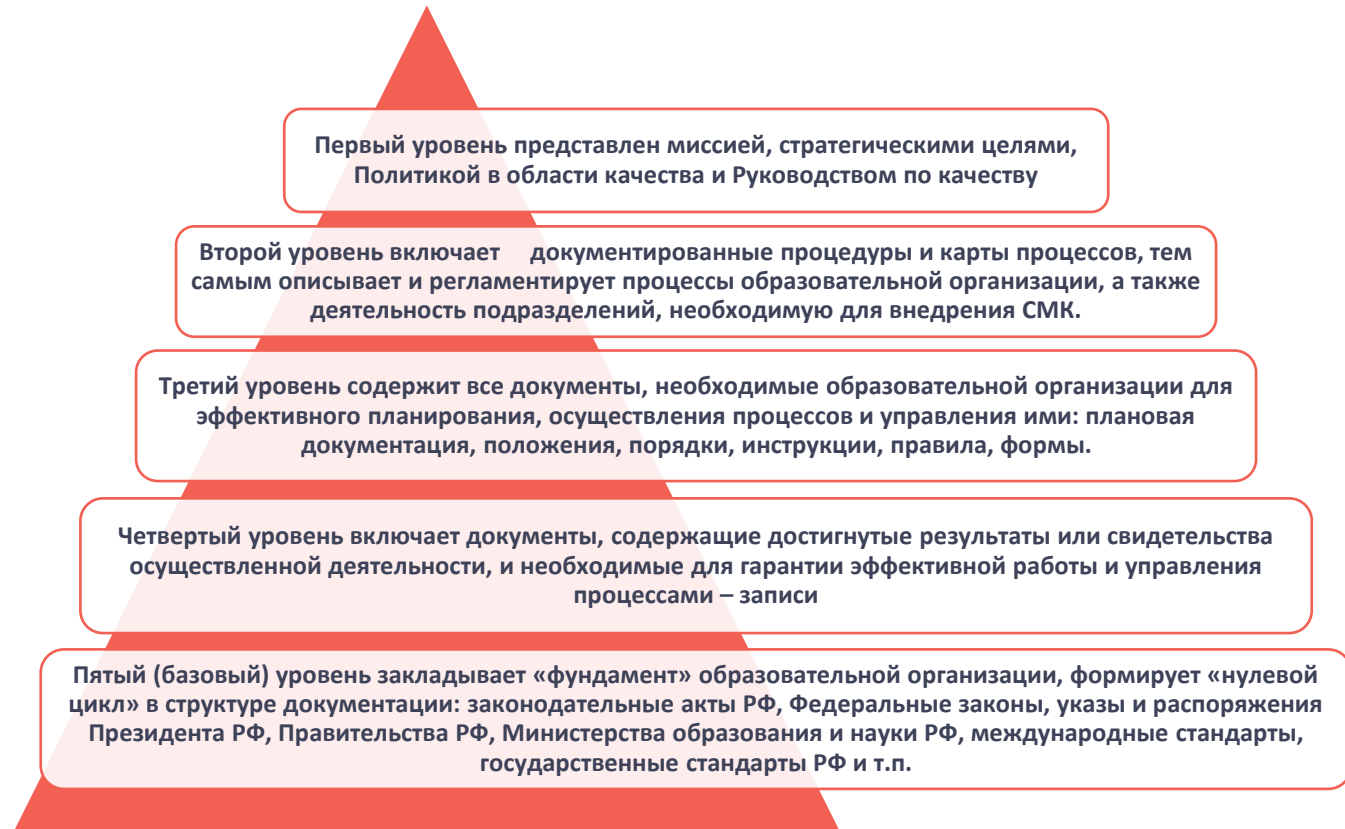 Первый уровень представлен миссией, стратегическими целями,
Политикой в области качества и Руководством по качеству
Второй уровень включает документированные процедуры и карты процессов, тем
самым описывает и регламентирует процессы образовательной организации, а также
деятельность подразделений, необходимую для внедрения СМК.
Третий уровень содержит все документы, необходимые образовательной организации для
эффективного планирования, осуществления процессов и управления ими: плановая
документация, положения, порядки, инструкции, правила, формы.
Четвертый уровень включает документы, содержащие достигнутые результаты или свидетельства
осуществленной деятельности, и необходимые для гарантии эффективной работы и управления
процессами – записи
Пятый (базовый) уровень закладывает «фундамент» образовательной организации, формирует «нулевой
цикл» в структуре документации: законодательные акты РФ, Федеральные законы, указы и распоряжения
Президента РФ, Правительства РФ, Министерства образования и науки РФ, международные стандарты,
государственные стандарты РФ и т.п.